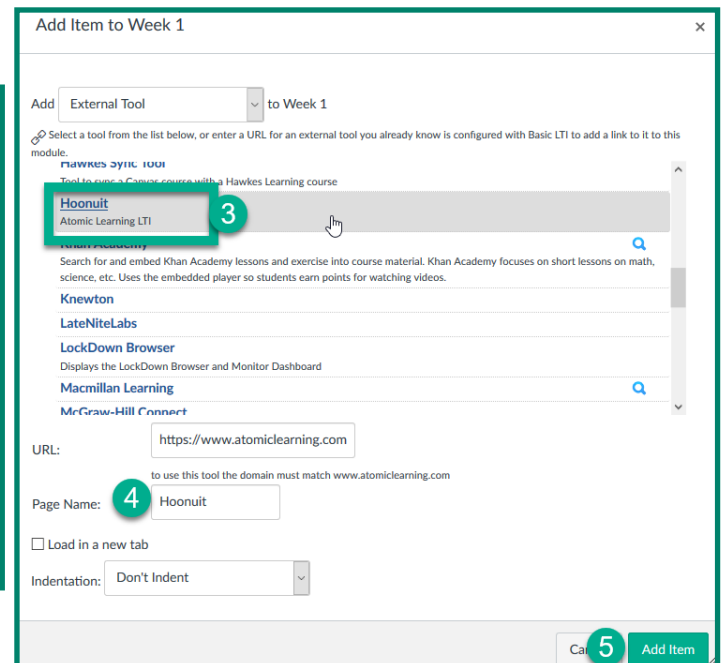 Add Item to Week 1 ×
Add External Tool to Week 1
Select a tool from the list below, or enter a URL for an external tool you already know is configured with Basic LTI to add a link to it to this
module.
Hawkes Sync Tool
Tool to sync a Canvas course with a Hawkes Learning course
Hoonuit
Atomic Learning LTI
3
Khan Academy
Search for and embed Khan Academy lessons and exercise into course material. Khan Academy focuses on short lessons on math,
science, etc. Uses the embedded player so students earn points for watching videos.
Knewton
LateNiteLabs
LockDown Browser
Displays the LockDown Browser and Monitor Dashboard
Macmillan Learning
McGraw-Hill Connect
URL: https://www.atomiclearning.com
to use this tool the domain must match www.atomiclearning.com
Page Name: 4 Hoonuit
Load in a new tab
Indentation: Don't Indent
Ca 5 Add Item